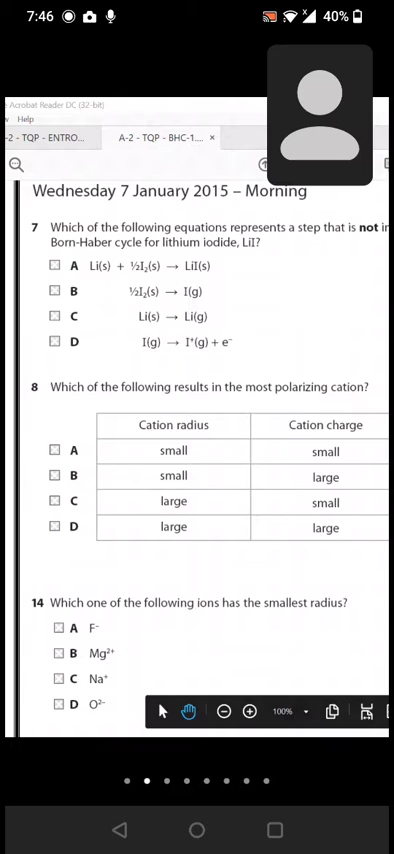 7:46
40%
e Acrobat Reader DC (32-bit)
Help
-2 - TQP - ENTRO...
A-2 - TQP - BHC-1.... ×
Wednesday 7 January 2015 – Morning
7 Which of the following equations represents a step that is not in
Born-Haber cycle for lithium iodide, LiI?
A Li(s) + ½I₂(s) → LiI(s)
B ½I₂(s) → I(g)
C Li(s) → Li(g)
D I(g) → I⁺(g) + e⁻
8 Which of the following results in the most polarizing cation?
Cation radius Cation charge
A small small
B small large
C large small
D large large
14 Which one of the following ions has the smallest radius?
A F⁻
B Mg²⁺
C Na⁺
D O²⁻
100%